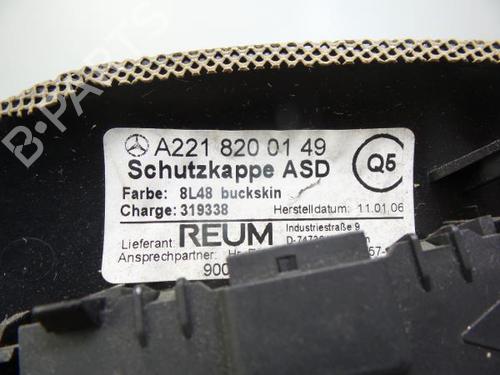 B-PARTS
A221 820 01 49
Schutzkappe ASD
Q5
Farbe: 8L48 buckskin
Charge: 319338
Herstelldatum: 11.01.06
Lieferant: REUM Industriestraße 9
Ansprechpartner: